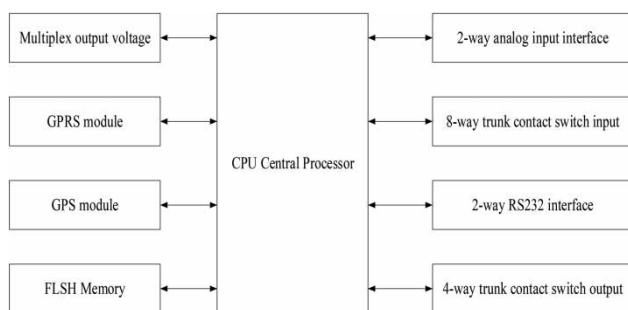 Multiplex output voltage
GPRS module
GPS module
FLSH Memory
CPU Central Processor
2-way analog input interface
8-way trunk contact switch input
2-way RS232 interface
4-way trunk contact switch output